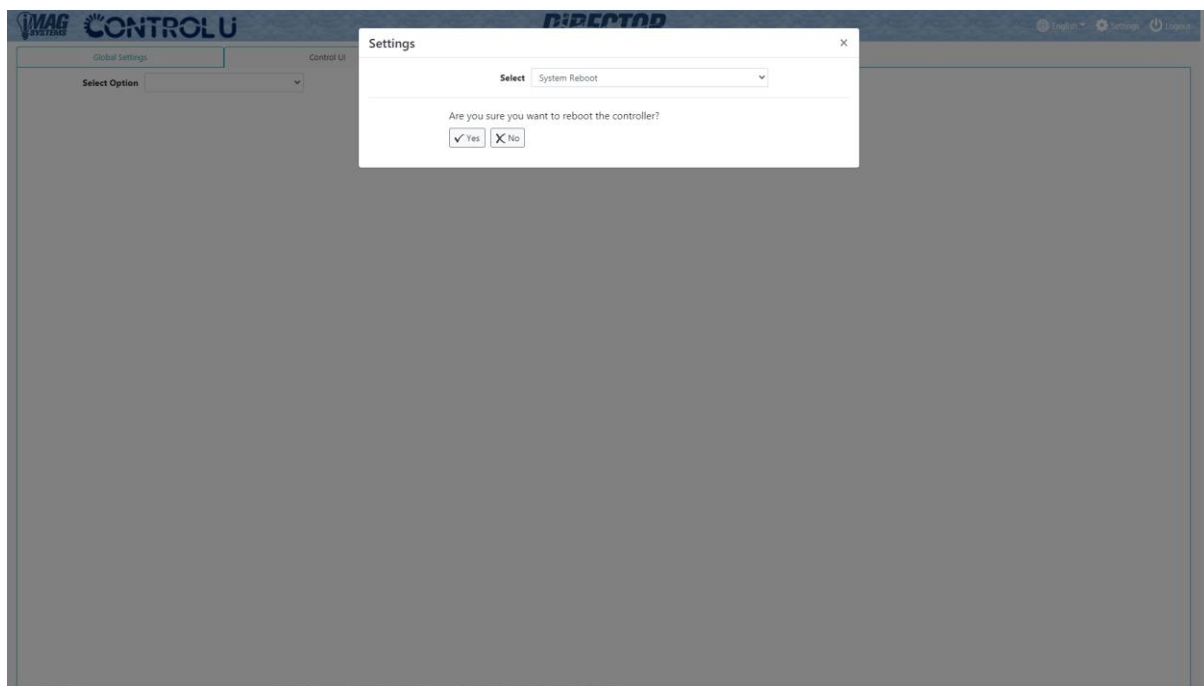 iMAG SYSTEMS CONTROLU DiRECTOR English Settings Logout
Global Settings Control UI
Select Option
Settings ×
Select System Reboot
Are you sure you want to reboot the controller?
Yes No